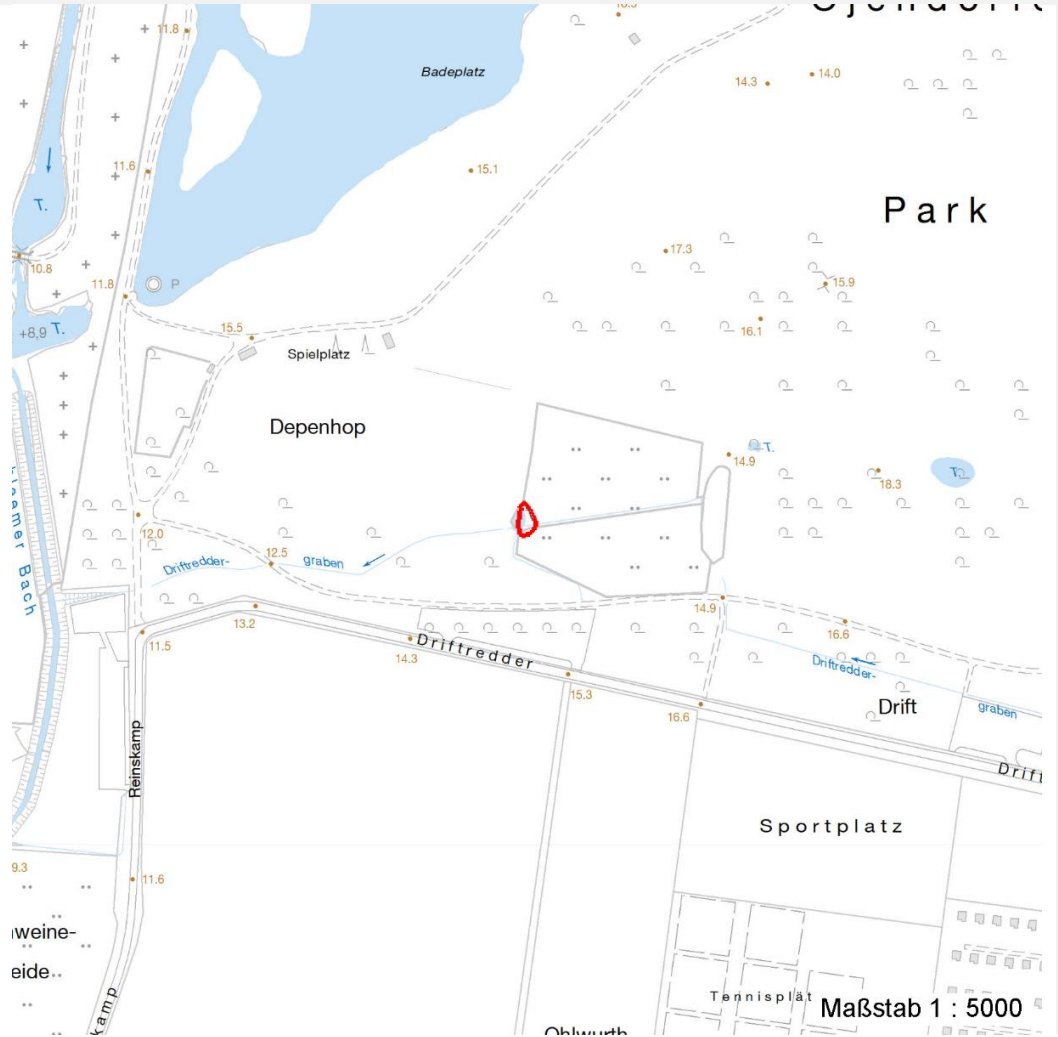 11.8
Badeplatz
14.3
14.0
11.6
15.1
T.
Park
17.3
10.8
11.8
P
15.9
+8,9 T.
15.5
16.1
Spielplatz
Depenhop
14.9
T.
18.3
T.
12.0
12.5
Driftredder-
graben
Bach
13.2
14.9
11.5
14.3
Driftredder
16.6
Driftredder-
15.3
16.6
Drift
graben
Reinskamp
Drift
Sportplatz
9.3
11.6
weine-
eide
kamp
Tennisplät
Maßstab 1 : 5000
Ohlwurth